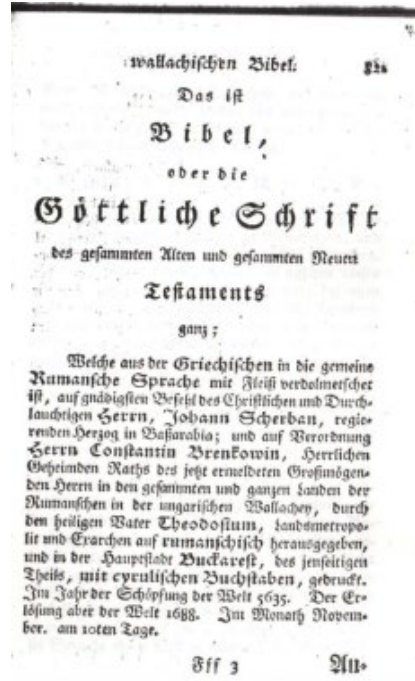 wallachischen Bibel.
Das ist
Bibel,
oder die
Göttliche Schrift
des gesammten Alten und gesammten Neuen
Testaments
ganz;
Welche aus der Griechischen in die gemeine
Rumansche Sprache mit Fleiß verdolmetschet
ist, auf gnädigsten Befehl des Christlichen und Durch-
lauchtigen Herrn, Johann Scherban, regie-
renden Herzog in Baßarabia; und auf Verordnung
Herrn Constantin Brenkowin, Herrlichen
Geheimden Raths des jetzt ermeldeten Großmögen-
den Herrn in den gesammten und ganzen Landen der
Rumanschen in der ungarischen Wallachey, durch
den heiligen Vater Theodosium, Landsmetropo-
lit und Exarchen auf rumanschisch herausgegeben,
und in der Hauptstadt Buckarest, des jenseitigen
Theils, mit cyrulischen Buchstaben, gedruckt.
Im Jahr der Schöpfung der Welt 5635. Der Er-
lösung aber der Welt 1688. Im Monath Novem-
ber. am 10ten Tage.
Fff 3 Au-